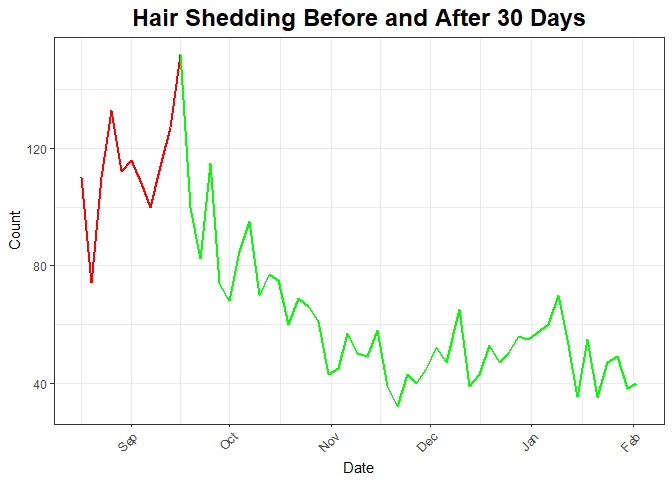 Hair Shedding Before and After 30 Days
Count
120
80
40
Sep
Oct
Nov
Dec
Jan
Feb
Date